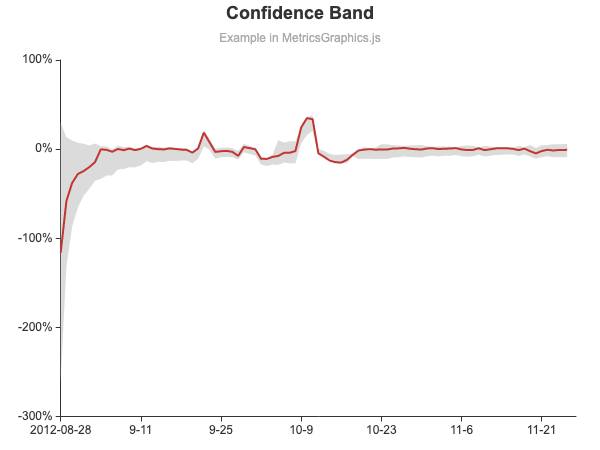 Confidence Band
Example in MetricsGraphics.js
100%
0%
-100%
-200%
-300%
2012-08-28 9-11 9-25 10-9 10-23 11-6 11-21